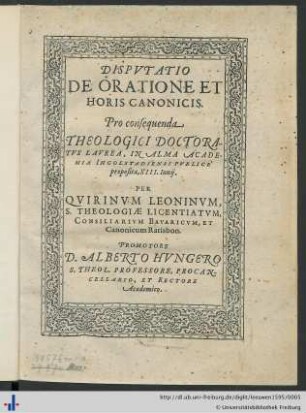 DISPVTATIO
DE ORATIONE ET
HORIS CANONICIS.
Pro consequenda
THEOLOGICI DOCTORA-
TVS LAVREA, IN ALMA ACADE-
MIA INGOLSTADIENSI PVBLICE
proposita, XIII. Iunij.
PER
QVIRINVM LEONINVM,
S. THEOLOGIÆ LICENTIATVM,
CONSILIARIVM BAVARICVM, ET
Canonicum Ratisbon.
PROMOTORE
D. ALBERTO HVNGERO
S. THEOL. PROFESSORE, PROCAN-
CELLARIO, ET RECTORE
Academico.
© Universitätsbibliothek Freiburg